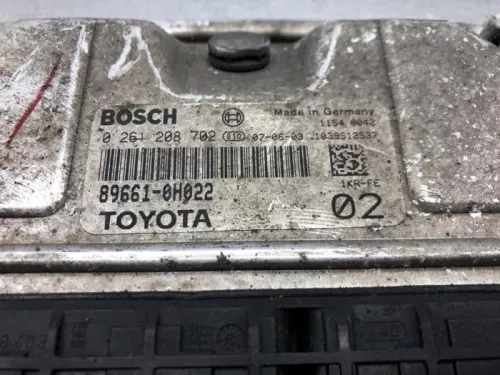 BOSCH Made in Germany
1154 0042
0 261 208 702 S10 07-06-03 1039S12537
89661-0H022 1KR-FE
TOYOTA 02